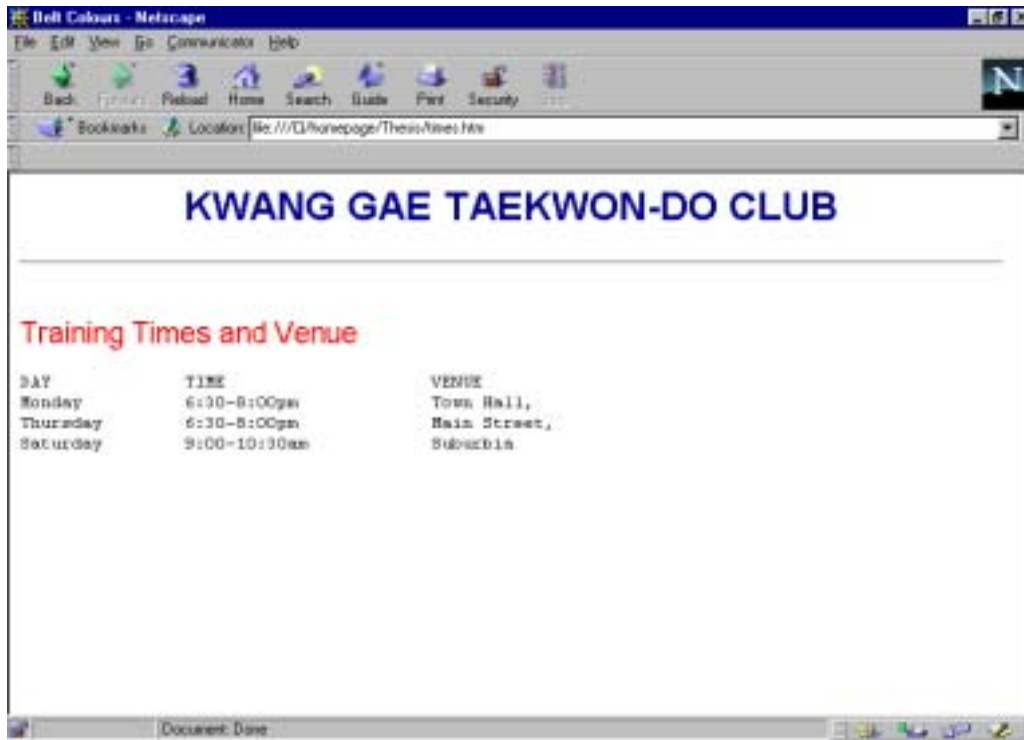 Belt Colours - Netscape
File Edit View Go Communicator Help
Back Forward Reload Home Search Guide Print Security
Bookmarks Location: file:///C|/homepage/Thesis/times.htm
KWANG GAE TAEKWON-DO CLUB
Training Times and Venue
DAY TIME VENUE
Monday 6:30-8:00pm Town Hall,
Thursday 6:30-8:00pm Main Street,
Saturday 9:00-10:30am Suburbia
Document: Done